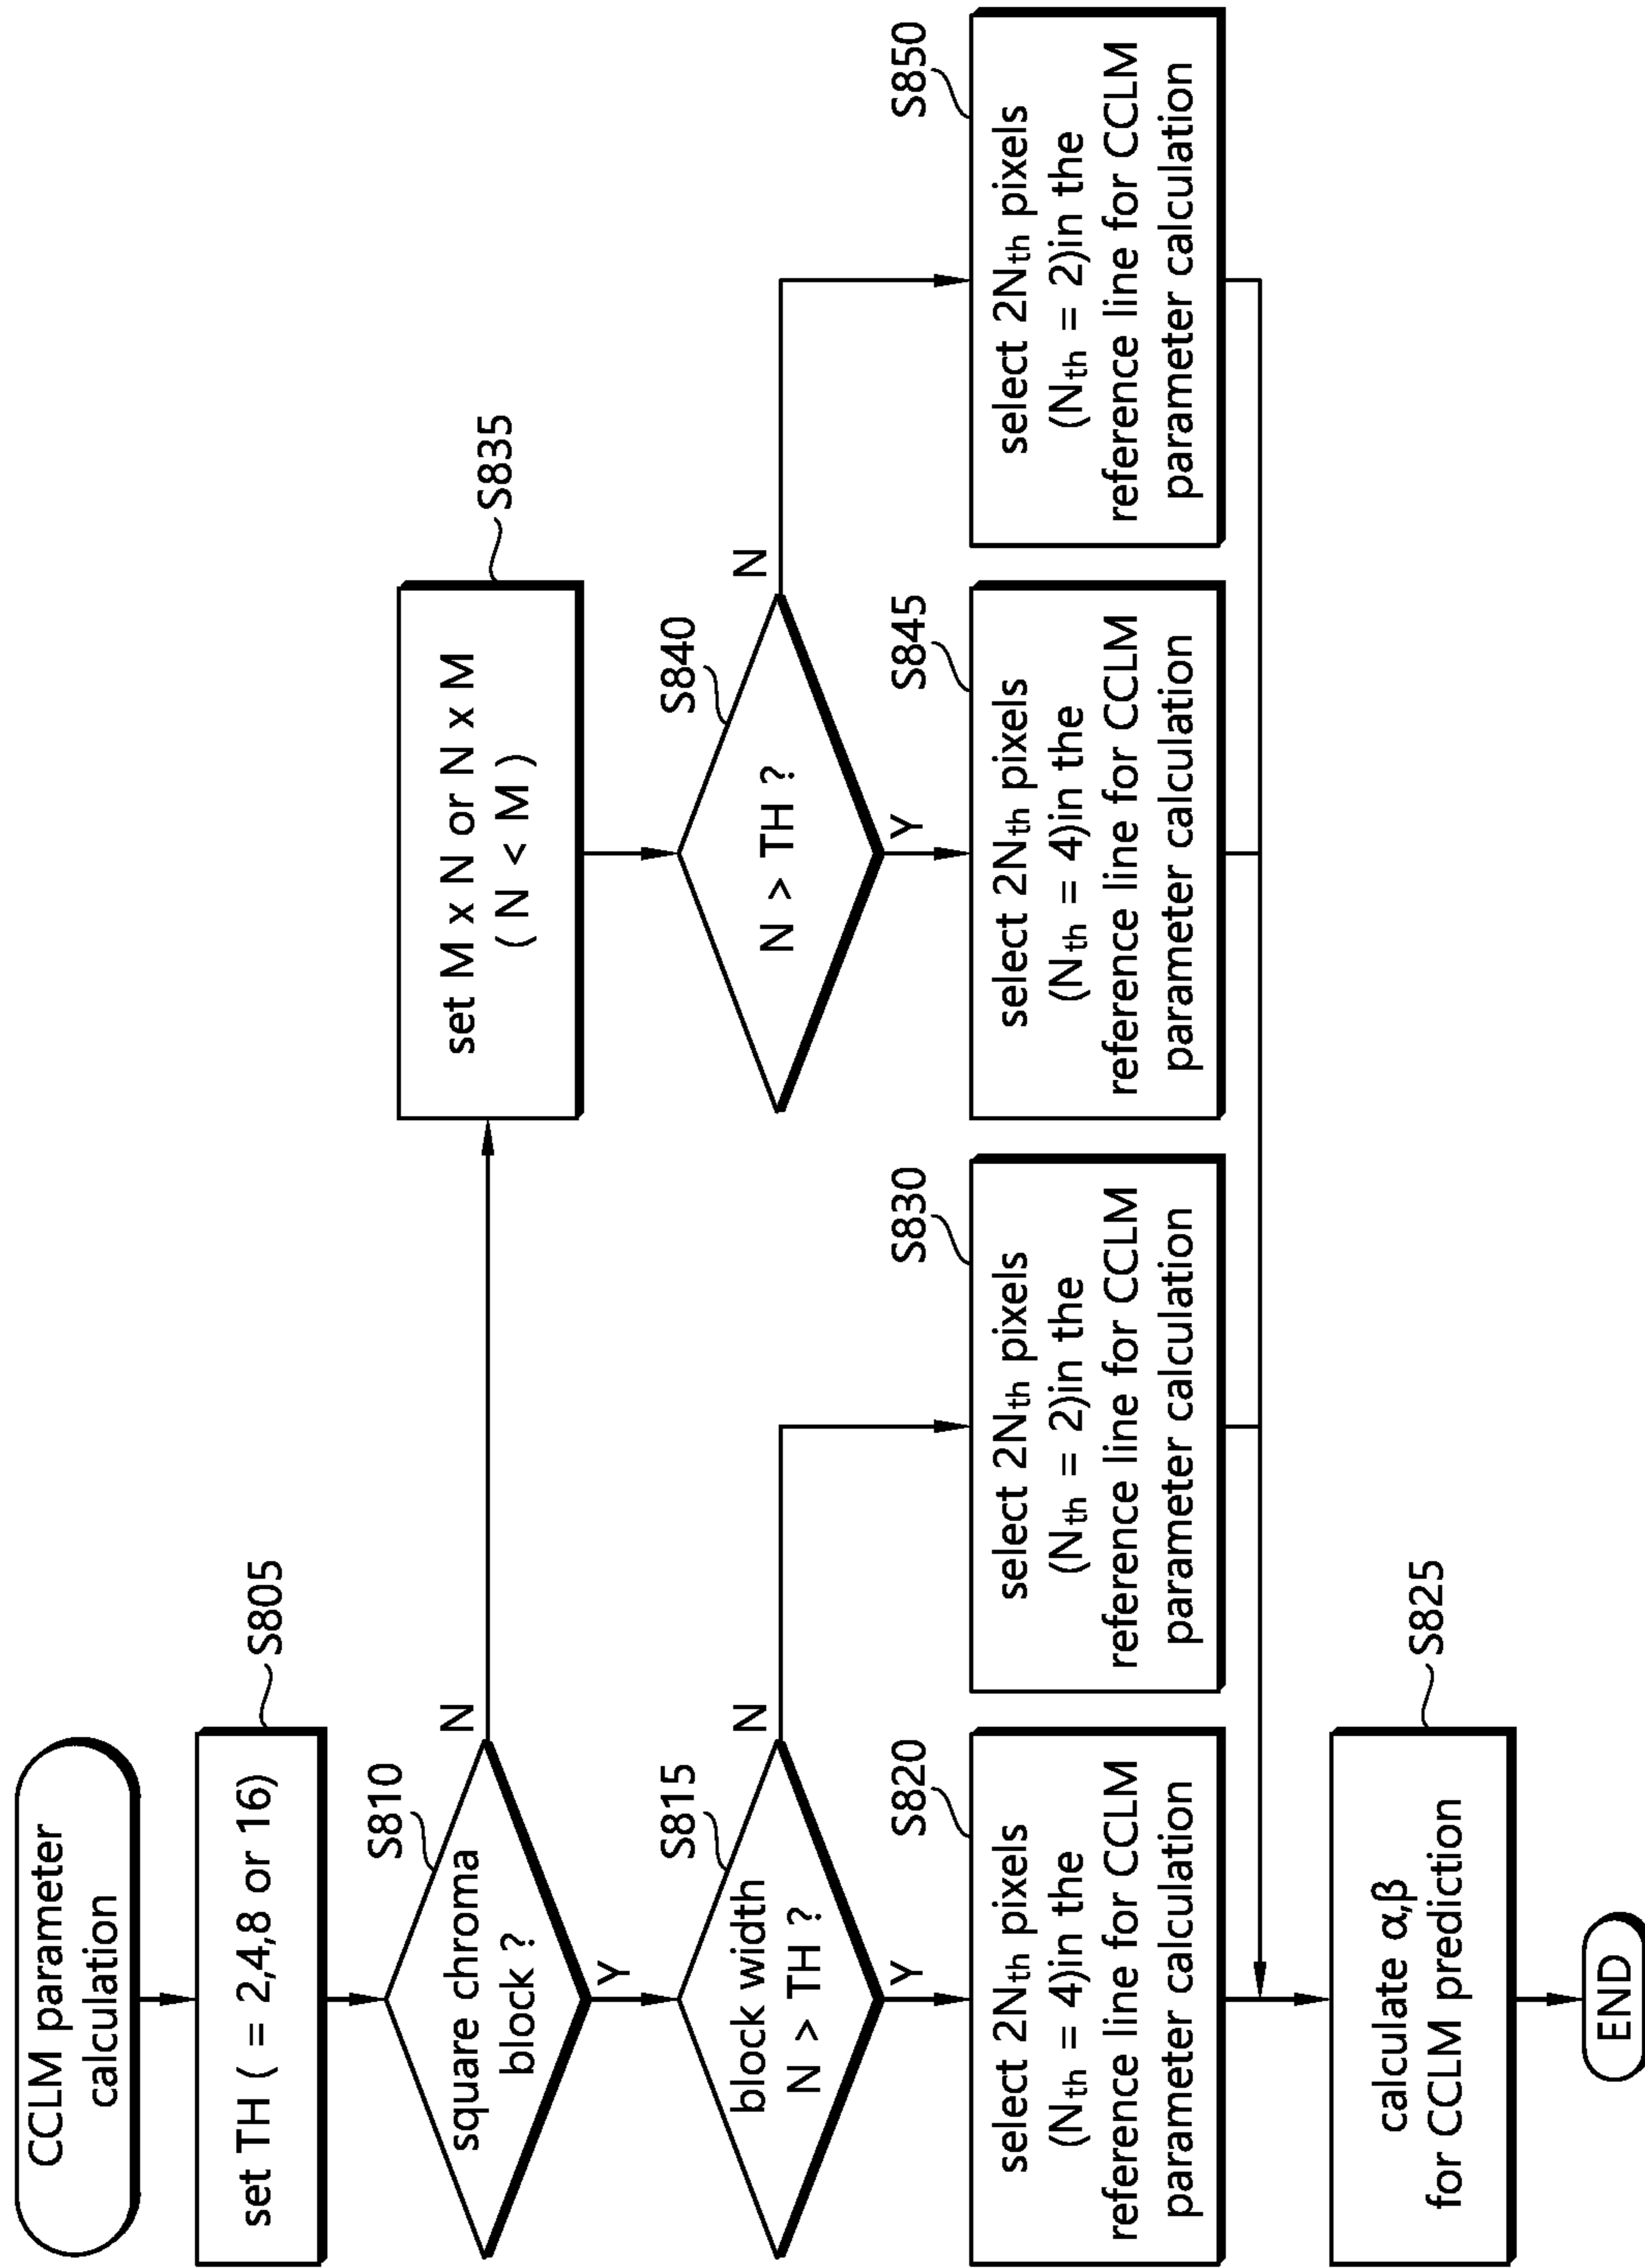 CCLM parameter
calculation
S805
set TH ( = 2,4,8 or 16)
S810
square chroma
block ?
N
Y
S835
set M x N or N x M
( N < M )
S815
block width
N > TH ?
N
Y
S840
N > TH ?
N
Y
S820
select 2Nth pixels
(Nth = 4)in the
reference line for CCLM
parameter calculation
S830
select 2Nth pixels
(Nth = 2)in the
reference line for CCLM
parameter calculation
S845
select 2Nth pixels
(Nth = 4)in the
reference line for CCLM
parameter calculation
S850
select 2Nth pixels
(Nth = 2)in the
reference line for CCLM
parameter calculation
S825
calculate α,β
for CCLM prediction
END